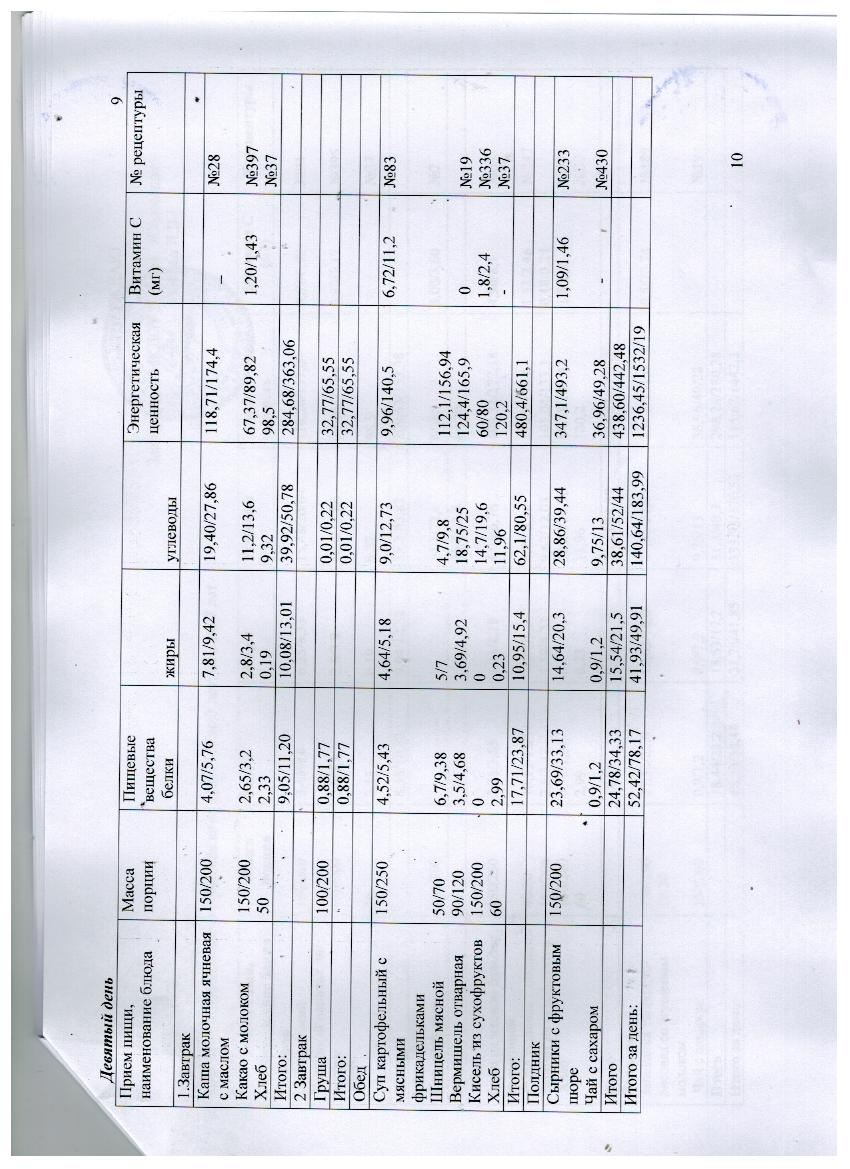 9
Девятый день
Прием пищи, наименование блюда | Масса порции | Пищевые вещества белки | жиры | углеводы | Энергетическая ценность | Витамин С (мг) | № рецептуры
1.Завтрак
Каша молочная ячневая с маслом | 150/200 | 4,07/5,76 | 7,81/9,42 | 19,40/27,86 | 118,71/174,4 | – | №28
Какао с молоком | 150/200 | 2,65/3,2 | 2,8/3,4 | 11,2/13,6 | 67,37/89,82 | 1,20/1,43 | №397
Хлеб | 50 | 2,33 | 0,19 | 9,32 | 98,5 | | №37
Итого: | | 9,05/11,20 | 10,08/13,01 | 39,92/50,78 | 284,68/363,06
2 Завтрак
Груша | 100/200 | 0,88/1,77 | | 0,01/0,22 | 32,77/65,55
Итого: | | 0,88/1,77 | | 0,01/0,22 | 32,77/65,55
Обед
Суп картофельный с мясными фрикадельками | 150/250 | 4,52/5,43 | 4,64/5,18 | 9,0/12,73 | 9,96/140,5 | 6,72/11,2 | №83
Шницель мясной | 50/70 | 6,7/9,38 | 5/7 | 4,7/9,8 | 112,1/156,94
Вермишель отварная | 90/120 | 3,5/4,68 | 3,69/4,92 | 18,75/25 | 124,4/165,9 | 0 | №19
Кисель из сухофруктов | 150/200 | 0 | 0 | 14,7/19,6 | 60/80 | 1,8/2,4 | №336
Хлеб | 60 | 2,99 | 0,23 | 11,96 | 120,2 | - | №37
Итого: | | 17,71/23,87 | 10,95/15,4 | 62,1/80,55 | 480,4/661,1
Полдник
Сырники с фруктовым пюре | 150/200 | 23,69/33,13 | 14,64/20,3 | 28,86/39,44 | 347,1/493,2 | 1,09/1,46 | №233
Чай с сахаром | | 0,9/1,2 | 0,9/1,2 | 9,75/13 | 36,96/49,28 | - | №430
Итого | | 24,78/34,33 | 15,54/21,5 | 38,61/52/44 | 438,60/442,48
Итого за день: | | 52,42/78,17 | 41,93/49,91 | 140,64/183,99 | 1236,45/1532/19
10